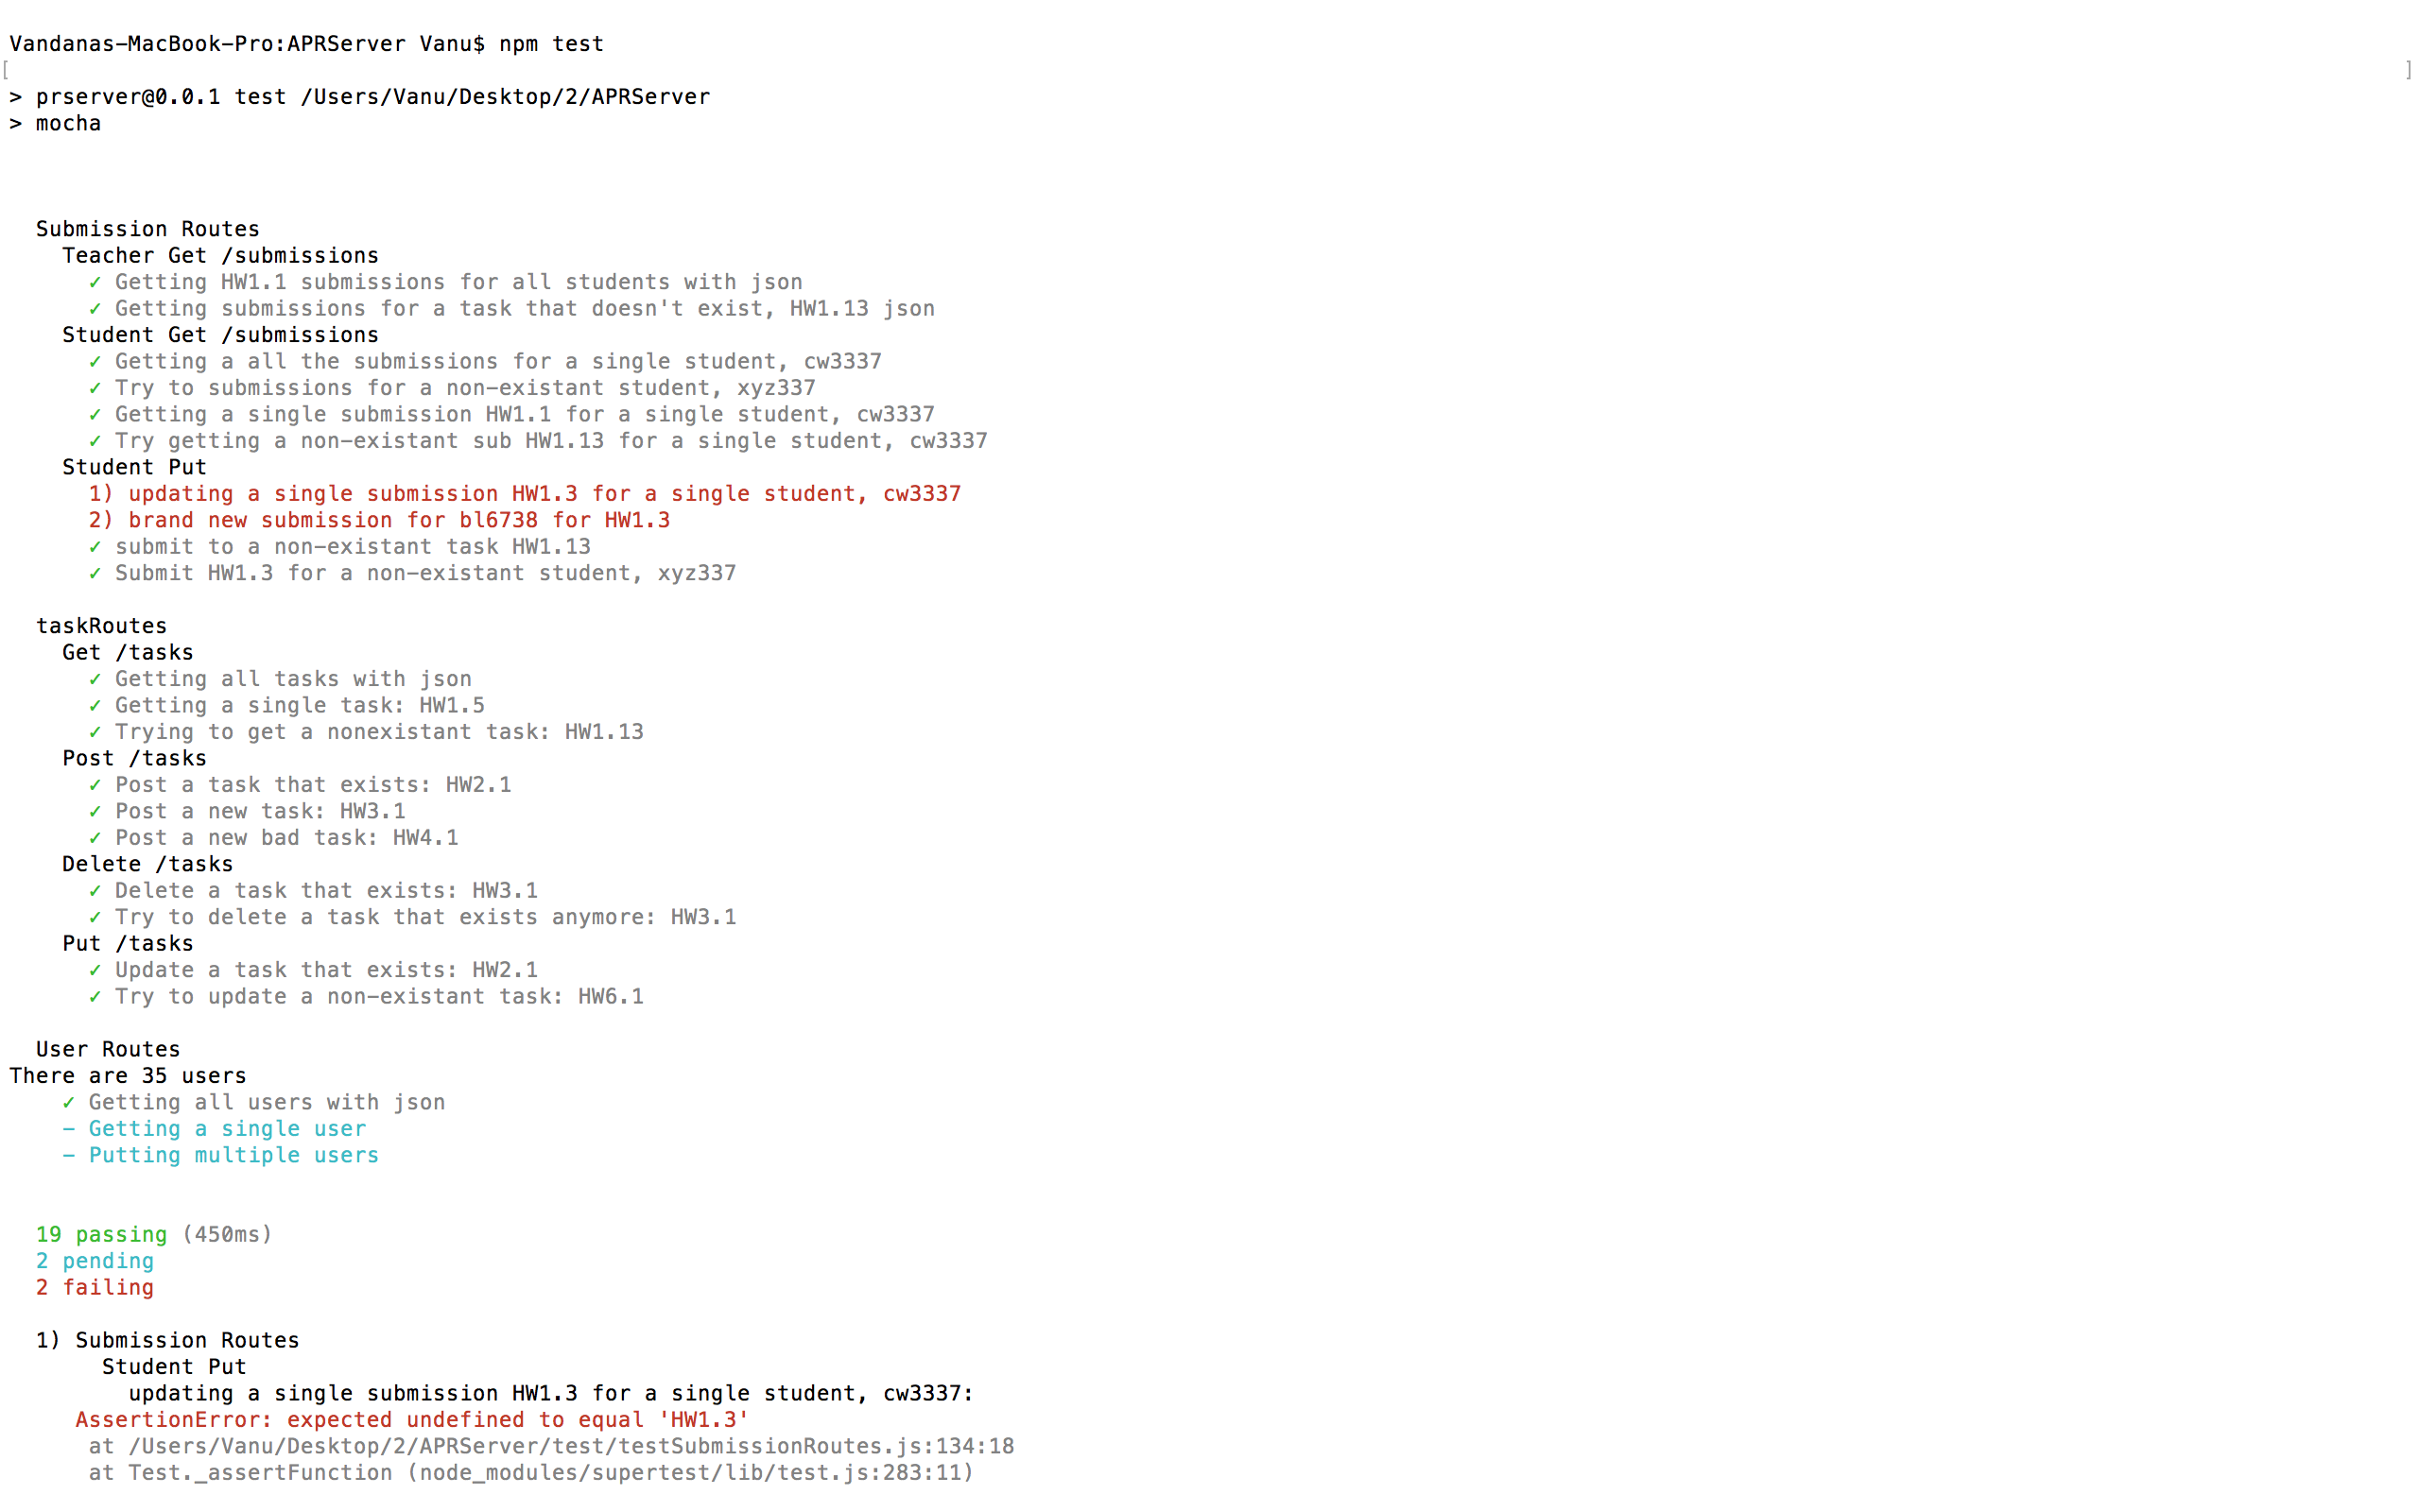 Vandanas-MacBook-Pro:APRServer Vanu$ npm test
[ ]
> prserver@0.0.1 test /Users/Vanu/Desktop/2/APRServer
> mocha
Submission Routes
Teacher Get /submissions
✓ Getting HW1.1 submissions for all students with json
✓ Getting submissions for a task that doesn't exist, HW1.13 json
Student Get /submissions
✓ Getting a all the submissions for a single student, cw3337
✓ Try to submissions for a non-existant student, xyz337
✓ Getting a single submission HW1.1 for a single student, cw3337
✓ Try getting a non-existant sub HW1.13 for a single student, cw3337
Student Put
1) updating a single submission HW1.3 for a single student, cw3337
2) brand new submission for bl6738 for HW1.3
✓ submit to a non-existant task HW1.13
✓ Submit HW1.3 for a non-existant student, xyz337
taskRoutes
Get /tasks
✓ Getting all tasks with json
✓ Getting a single task: HW1.5
✓ Trying to get a nonexistant task: HW1.13
Post /tasks
✓ Post a task that exists: HW2.1
✓ Post a new task: HW3.1
✓ Post a new bad task: HW4.1
Delete /tasks
✓ Delete a task that exists: HW3.1
✓ Try to delete a task that exists anymore: HW3.1
Put /tasks
✓ Update a task that exists: HW2.1
✓ Try to update a non-existant task: HW6.1
User Routes
There are 35 users
✓ Getting all users with json
– Getting a single user
– Putting multiple users
19 passing (450ms)
2 pending
2 failing
1) Submission Routes
Student Put
updating a single submission HW1.3 for a single student, cw3337:
AssertionError: expected undefined to equal 'HW1.3'
at /Users/Vanu/Desktop/2/APRServer/test/testSubmissionRoutes.js:134:18
at Test._assertFunction (node_modules/supertest/lib/test.js:283:11)